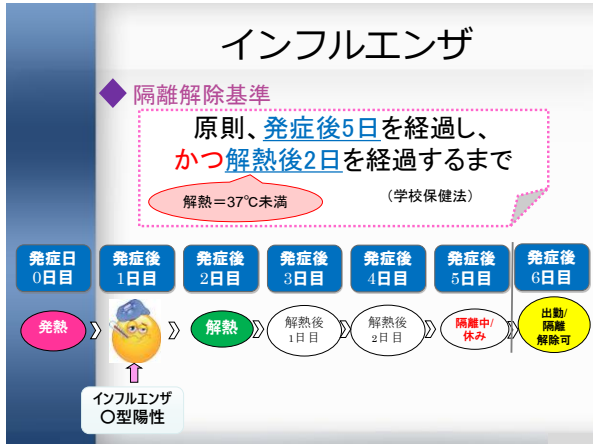 インフルエンザ
隔離解除基準
原則、発症後5日を経過し、
かつ解熱後2日を経過するまで
解熱=37℃未満
(学校保健法)
発症日
0日目
発症後
1日目
発症後
2日目
発症後
3日目
発症後
4日目
発症後
5日目
発症後
6日目
発熱
解熱
解熱後
1日目
解熱後
2日目
隔離中/
休み
出勤/
隔離
解除可
インフルエンザ
〇型陽性